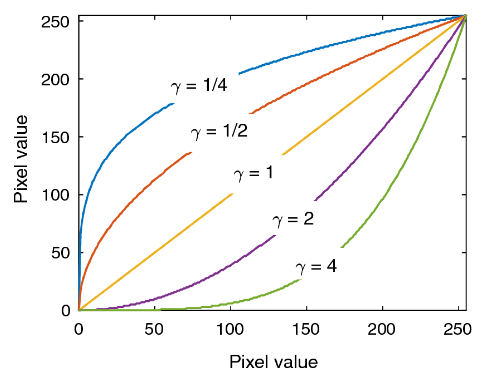 250
200
150
100
50
0
Pixel value
γ = 1/4
γ = 1/2
γ = 1
γ = 2
γ = 4
0 50 100 150 200 250
Pixel value